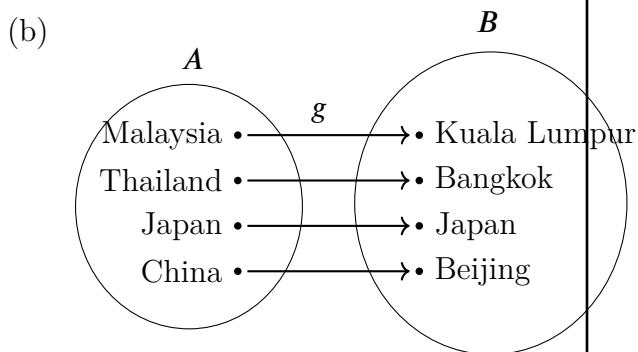 (b)
A B
g
Malaysia Kuala Lumpur
Thailand Bangkok
Japan Japan
China Beijing